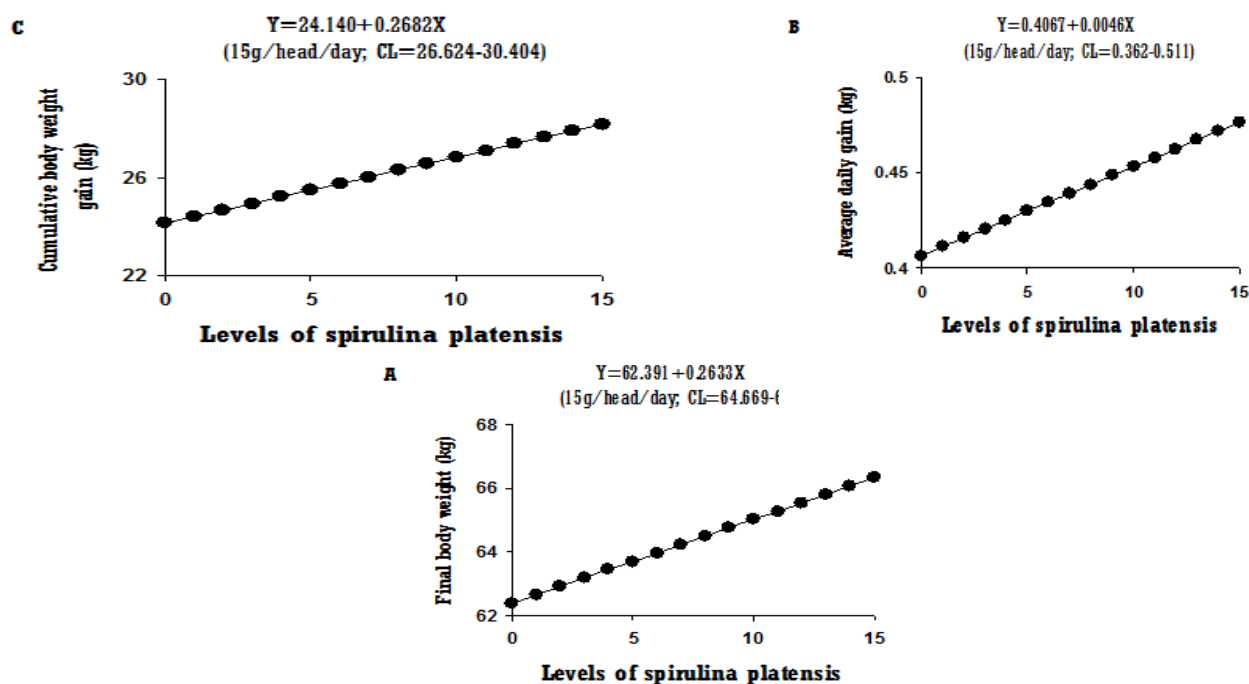 C
Y=24.140+0.2682X
(15g/head/day; CL=26.624-30.404)
30
26
22
Cumulative body weight
gain (kg)
0 5 10 15
Levels of spirulina platensis
B
Y=0.4067+0.0046X
(15g/head/day; CL=0.362-0.511)
0.5
0.45
0.4
Average daily gain (kg)
0 5 10 15
Levels of spirulina platensis
A
Y=62.391+0.2633X
(15g/head/day; CL=64.669-6
68
66
64
62
Final body weight (kg)
0 5 10 15
Levels of spirulina platensis